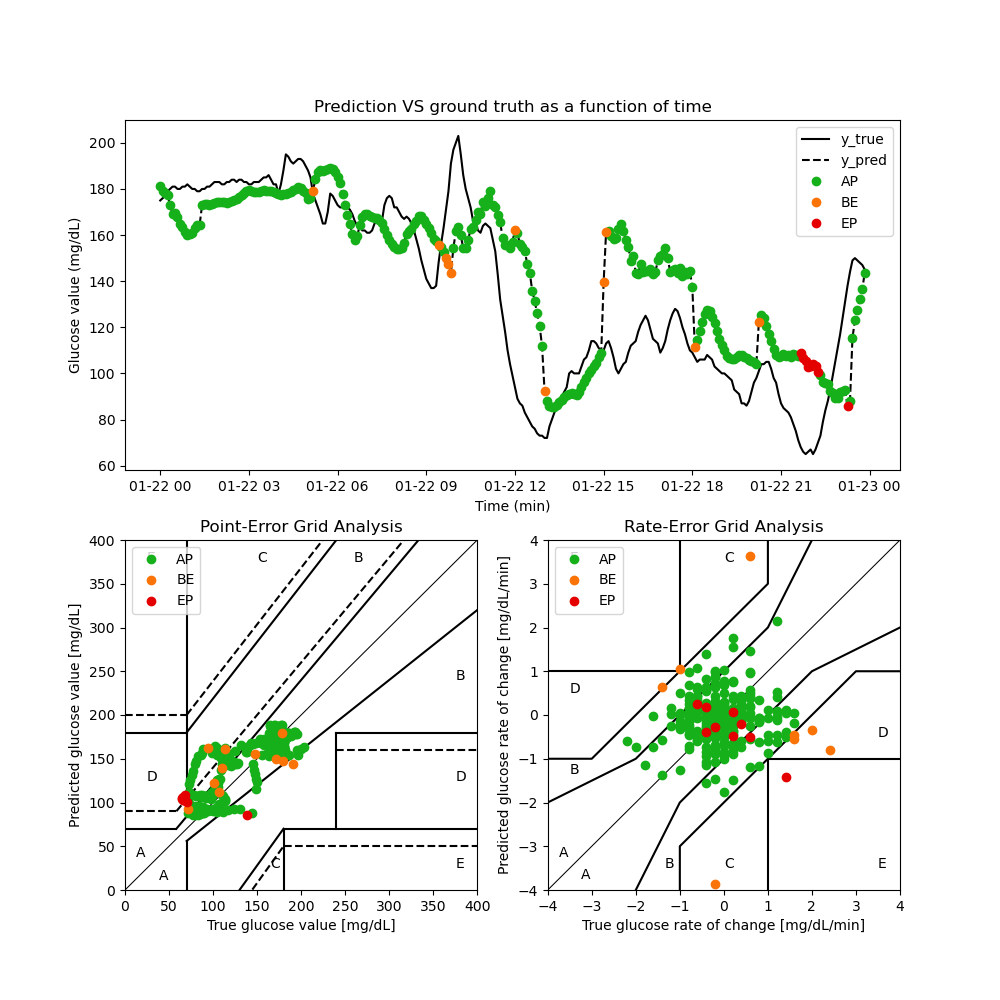 Prediction VS ground truth as a function of time
Glucose value (mg/dL)
200
180
160
140
120
100
80
60
y_true
y_pred
AP
BE
EP
01-22 00 01-22 03 01-22 06 01-22 09 01-22 12 01-22 15 01-22 18 01-22 21 01-23 00
Time (min)
Point-Error Grid Analysis
Predicted glucose value [mg/dL]
400
350
300
250
200
150
100
50
0
AP
BE
EP
C
B
B
D
D
A
A
C
E
0 50 100 150 200 250 300 350 400
True glucose value [mg/dL]
Rate-Error Grid Analysis
Predicted glucose rate of change [mg/dL/min]
4
3
2
1
0
−1
−2
−3
−4
AP
BE
EP
C
D
D
B
A
A
B
C
E
−4 −3 −2 −1 0 1 2 3 4
True glucose rate of change [mg/dL/min]